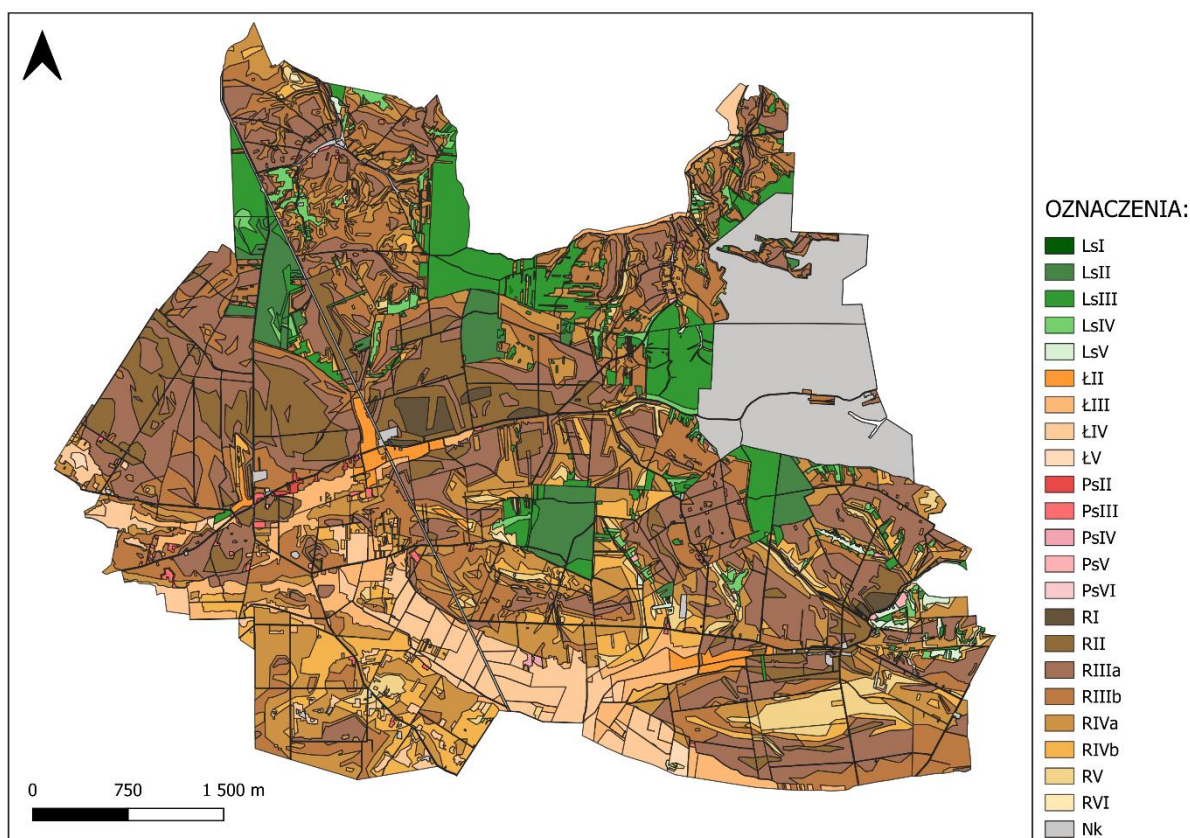 OZNACZENIA:
LsI
LsII
LsIII
LsIV
LsV
ŁII
ŁIII
ŁIV
ŁV
PsII
PsIII
PsIV
PsV
PsVI
RI
RII
RIIIa
RIIIb
RIVa
RIVb
RV
RVI
Nk
0 750 1 500 m